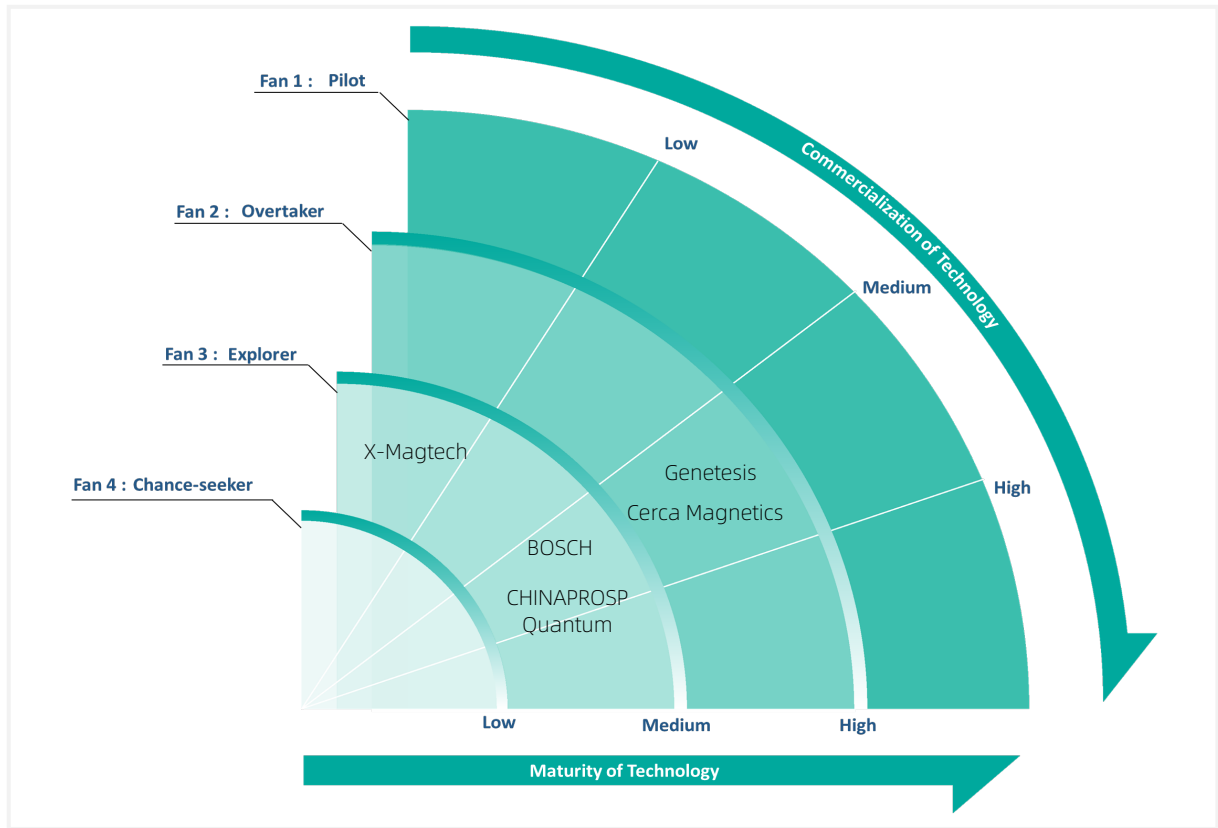 Fan 1 : Pilot
Low
Commercialization of Technology
Fan 2 : Overtaker
Medium
Fan 3 : Explorer
X-Magtech
Genetesis
Fan 4 : Chance-seeker
High
Cerca Magnetics
BOSCH
CHINAPROSP
Quantum
Low
Medium
High
Maturity of Technology